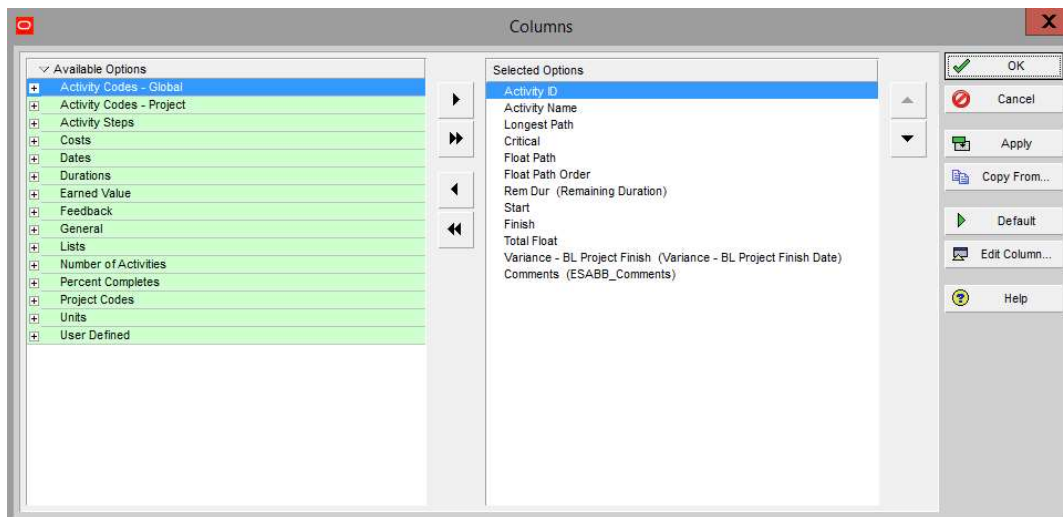 Columns
X
Available Options
Activity Codes - Global
Activity Codes - Project
Activity Steps
Costs
Dates
Durations
Earned Value
Feedback
General
Lists
Number of Activities
Percent Completes
Project Codes
Units
User Defined
Selected Options
Activity ID
Activity Name
Longest Path
Critical
Float Path
Float Path Order
Rem Dur (Remaining Duration)
Start
Finish
Total Float
Variance - BL Project Finish (Variance - BL Project Finish Date)
Comments (ESABB_Comments)
OK
Cancel
Apply
Copy From...
Default
Edit Column...
Help